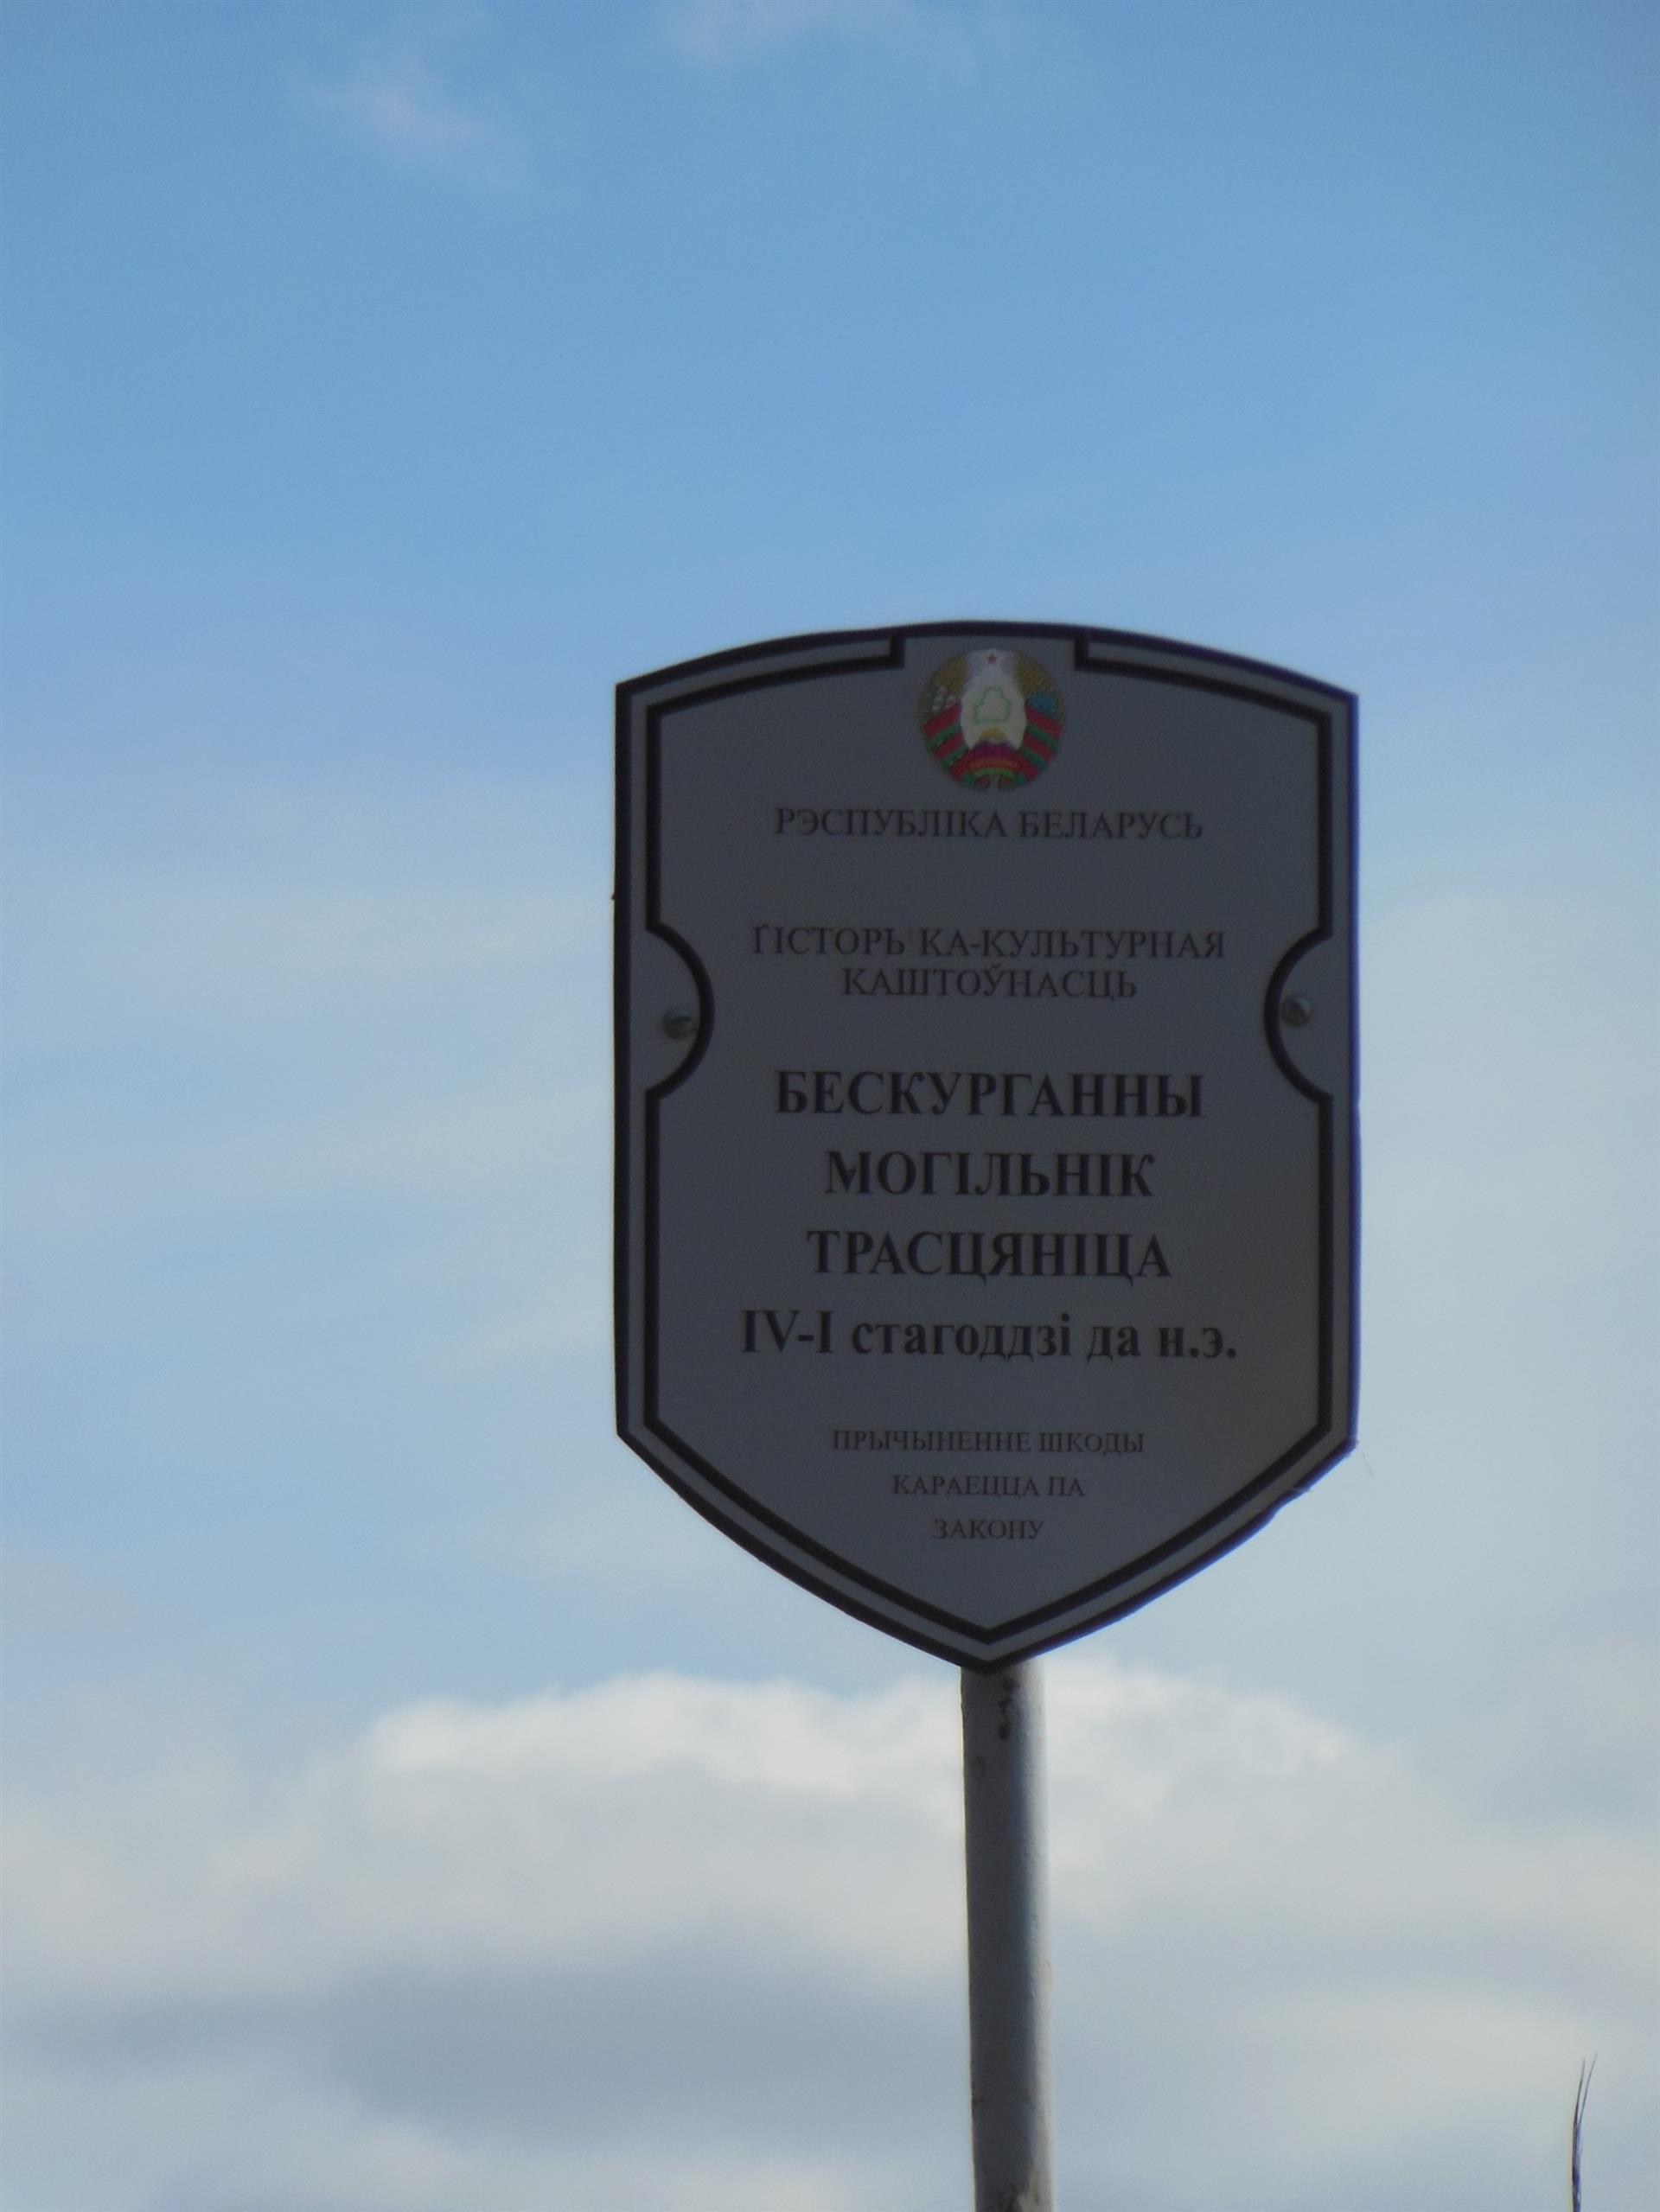 РЭСПУБЛІКА БЕЛАРУСЬ
ГІСТОРЫКА-КУЛЬТУРНАЯ
КАШТОЎНАСЦЬ
БЕСКУРГАННЫ
МОГІЛЬНІК
ТРАСЦЯНІЦА
IV-I стагоддзі да н.э.
ПРЫЧЫНЕННЕ ШКОДЫ
КАРАЕЦЦА ПА
ЗАКОНУ